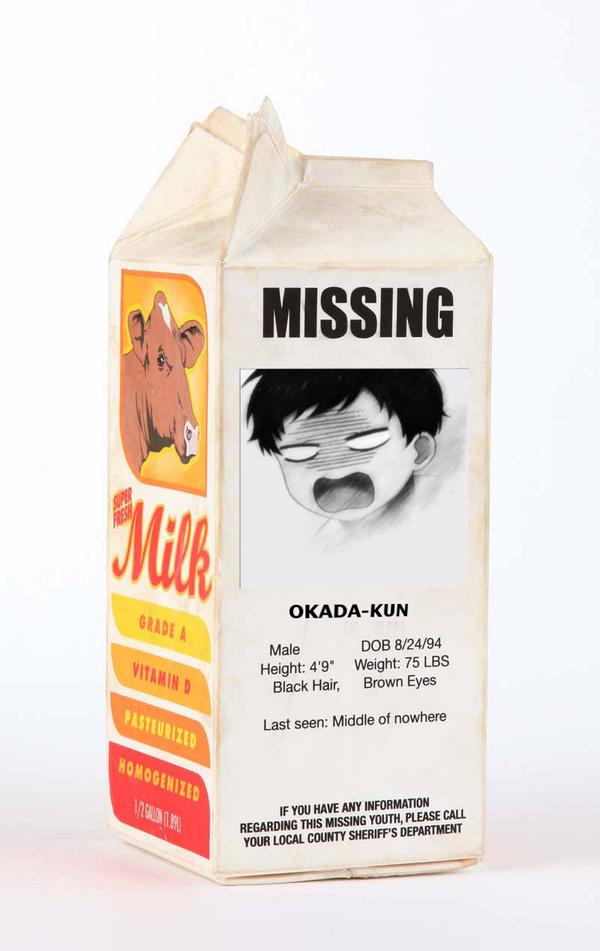 SUPER
FRESH
Milk
GRADE A
VITAMIN D
PASTEURIZED
HOMOGENIZED
1/2 GALLON (1.89L)
MISSING
OKADA-KUN
Male DOB 8/24/94
Height: 4'9" Weight: 75 LBS
Black Hair, Brown Eyes
Last seen: Middle of nowhere
IF YOU HAVE ANY INFORMATION
REGARDING THIS MISSING YOUTH, PLEASE CALL
YOUR LOCAL COUNTY SHERIFF'S DEPARTMENT